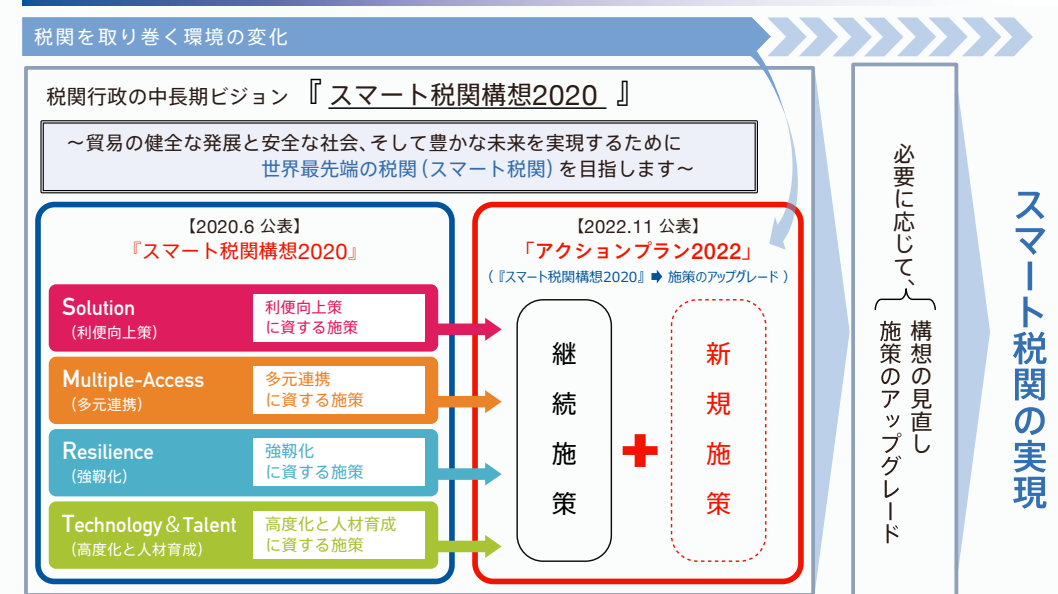 税関を取り巻く環境の変化
税関行政の中長期ビジョン 『 スマート税関構想2020 』
～貿易の健全な発展と安全な社会、そして豊かな未来を実現するために
世界最先端の税関(スマート税関)を目指します～
【2020.6 公表】
『スマート税関構想2020』
Solution
(利便向上策)
利便向上策
に資する施策
Multiple-Access
(多元連携)
多元連携
に資する施策
Resilience
(強靱化)
強靱化
に資する施策
Technology＆Talent
(高度化と人材育成)
高度化と人材育成
に資する施策
【2022.11 公表】
「アクションプラン2022」
(『スマート税関構想2020』➡ 施策のアップグレード)
継続施策
+
新規施策
必要に応じて、
構想の見直し
施策のアップグレード
スマート税関の実現